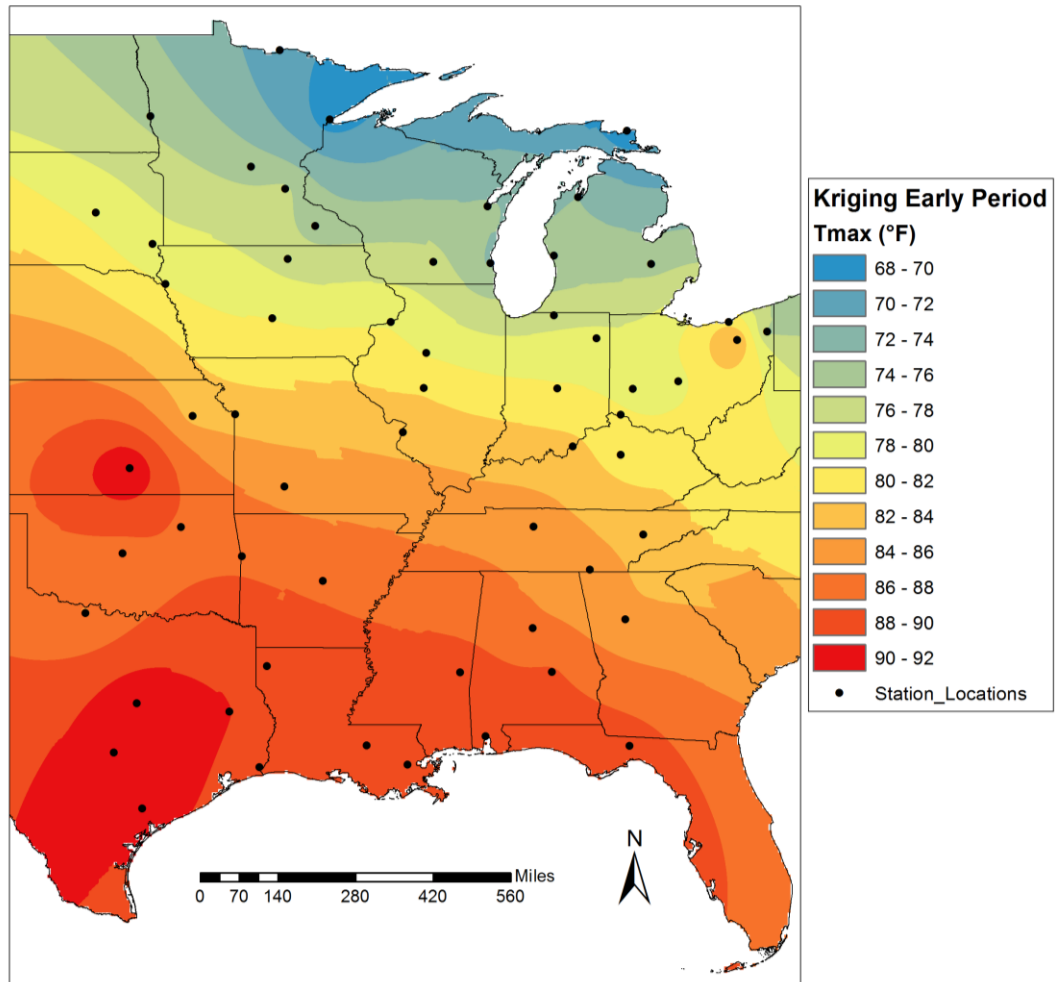 Kriging Early Period
Tmax (°F)
68 - 70
70 - 72
72 - 74
74 - 76
76 - 78
78 - 80
80 - 82
82 - 84
84 - 86
86 - 88
88 - 90
90 - 92
Station_Locations
N
Miles
0 70 140 280 420 560